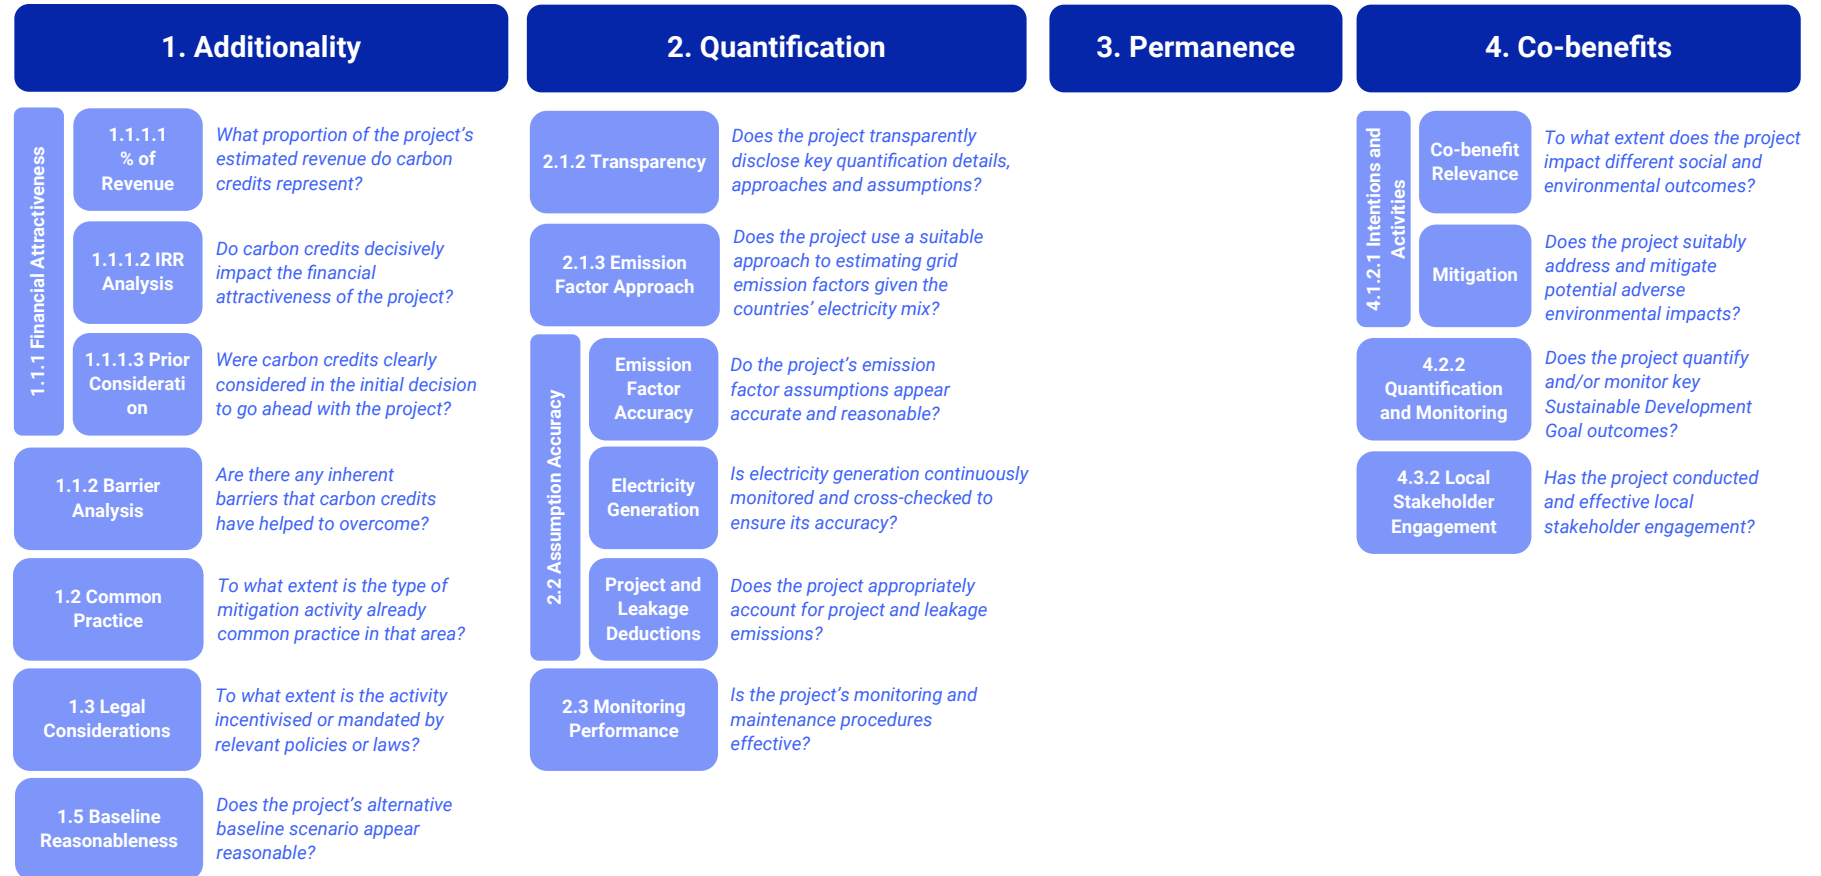 1. Additionality
1.1.1 Financial Attractiveness
1.1.1.1
% of
Revenue
What proportion of the project’s
estimated revenue do carbon
credits represent?
1.1.1.2 IRR
Analysis
Do carbon credits decisively
impact the financial
attractiveness of the project?
1.1.1.3 Prior
Considerati
on
Were carbon credits clearly
considered in the initial decision
to go ahead with the project?
1.1.2 Barrier
Analysis
Are there any inherent
barriers that carbon credits
have helped to overcome?
1.2 Common
Practice
To what extent is the type of
mitigation activity already
common practice in that area?
1.3 Legal
Considerations
To what extent is the activity
incentivised or mandated by
relevant policies or laws?
1.5 Baseline
Reasonableness
Does the project’s alternative
baseline scenario appear
reasonable?
2. Quantification
2.1.2 Transparency
Does the project transparently
disclose key quantification details,
approaches and assumptions?
2.1.3 Emission
Factor Approach
Does the project use a suitable
approach to estimating grid
emission factors given the
countries’ electricity mix?
2.2 Assumption Accuracy
Emission
Factor
Accuracy
Do the project’s emission
factor assumptions appear
accurate and reasonable?
Electricity
Generation
Is electricity generation continuously
monitored and cross-checked to
ensure its accuracy?
Project and
Leakage
Deductions
Does the project appropriately
account for project and leakage
emissions?
2.3 Monitoring
Performance
Is the project’s monitoring and
maintenance procedures
effective?
3. Permanence
4. Co-benefits
4.1.2.1 Intentions and
Activities
Co-benefit
Relevance
To what extent does the project
impact different social and
environmental outcomes?
Mitigation
Does the project suitably
address and mitigate
potential adverse
environmental impacts?
4.2.2
Quantification
and Monitoring
Does the project quantify
and/or monitor key
Sustainable Development
Goal outcomes?
4.3.2 Local
Stakeholder
Engagement
Has the project conducted
and effective local
stakeholder engagement?